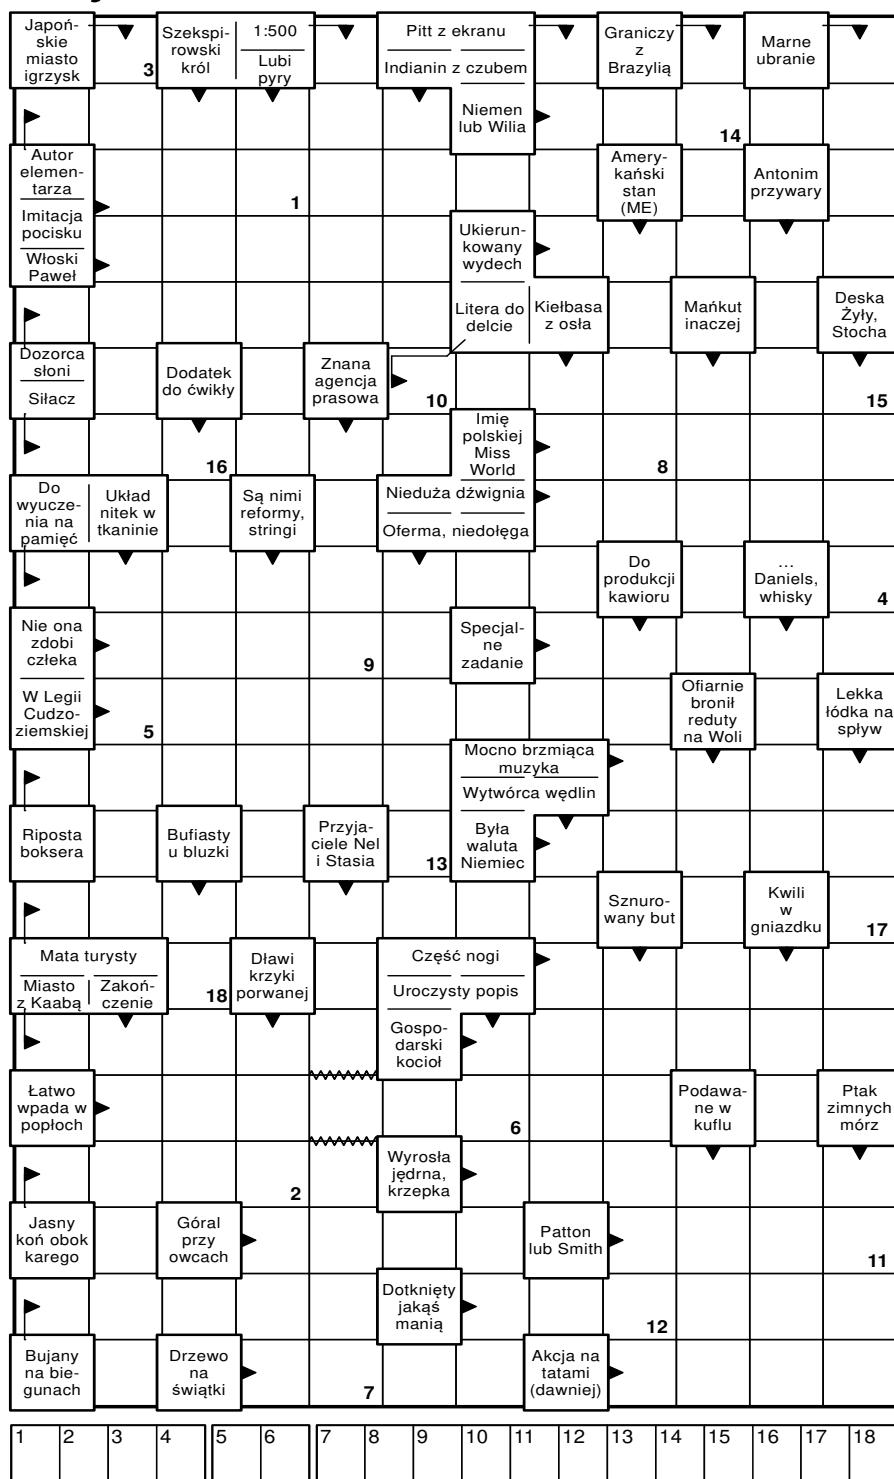 Japoń-
skie
miasto
igrzysk
3
Szekspi-
rowski
król
1:500
Lubi
pyry
Pitt z ekranu
Indianin z czubem
Niemen
lub Wilia
Graniczy
z
Brazylią
Marne
ubranie
14
Autor
elemen-
tarza
Imitacja
pocisku
Włoski
Paweł
1
Amery-
kański
stan
(ME)
Antonim
przywary
Ukierun-
kowany
wydech
Litera do
delcie
Kiełbasa
z osła
Mańkut
inaczej
Deska
Żyły,
Stocha
Dozorca
słoni
Siłacz
Dodatek
do ćwikły
Znana
agencja
prasowa
10
15
Imię
polskiej
Miss
World
16
8
Do
wyucze-
nia na
pamięć
Układ
nitek w
tkaninie
Są nimi
reformy,
stringi
Nieduża dźwignia
Oferma, niedołęga
Do
produkcji
kawioru
...
Daniels,
whisky
4
Nie ona
zdobi
człeka
W Legii
Cudzo-
ziemskiej
9
Specjal-
ne
zadanie
5
Ofiarnie
bronił
reduty
na Woli
Lekka
łódka na
spływ
Mocno brzmiąca
muzyka
Wytwórca wędlin
Była
waluta
Niemiec
Riposta
boksera
Bufiasty
u bluzki
Przyja-
ciele Nel
i Stasia
13
Sznuro-
wany but
Kwili
w
gniazdku
17
Mata turysty
Miasto
z Kaabą
Zakoń-
czenie
18
Dławi
krzyki
porwanej
Część nogi
Uroczysty popis
Gospo-
darski
kocioł
Łatwo
wpada w
popłoch
6
Podawa-
ne w
kuflu
Ptak
zimnych
mórz
2
Wyrosła
jędrna,
krzepka
Jasny
koń obok
karego
Góral
przy
owcach
Patton
lub Smith
11
Dotknięty
jakąś
manią
12
Bujany
na bie-
gunach
Drzewo
na
świątki
7
Akcja na
tatami
(dawniej)
1 2 3 4 5 6 7 8 9 10 11 12 13 14 15 16 17 18